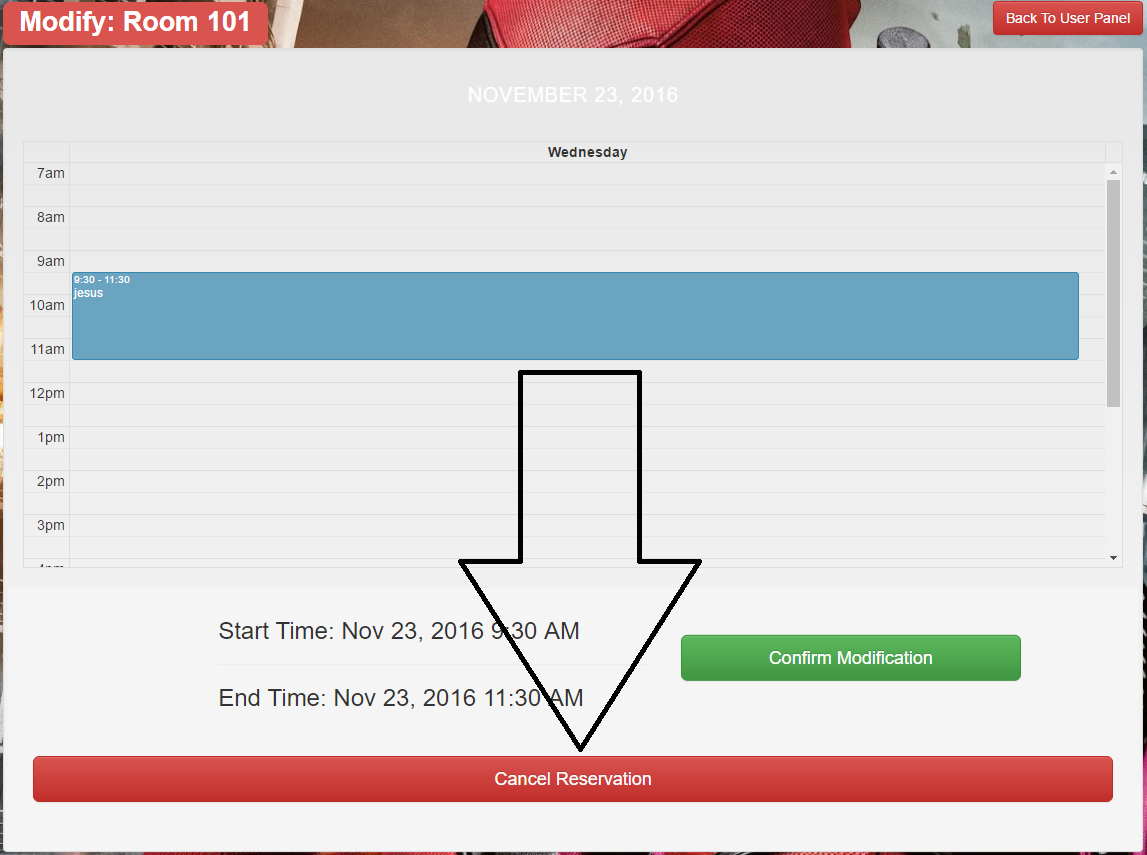 Modify: Room 101
Back To User Panel
NOVEMBER 23, 2016
Wednesday
7am
8am
9am
9:30 - 11:30
jesus
10am
11am
12pm
1pm
2pm
3pm
Start Time: Nov 23, 2016 9:30 AM
Confirm Modification
End Time: Nov 23, 2016 11:30 AM
Cancel Reservation